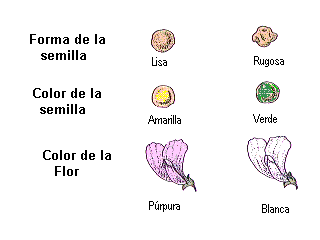 Forma de la
semilla
Lisa
Rugosa
Color de la
semilla
Amarilla
Verde
Color de la
Flor
Púrpura
Blanca